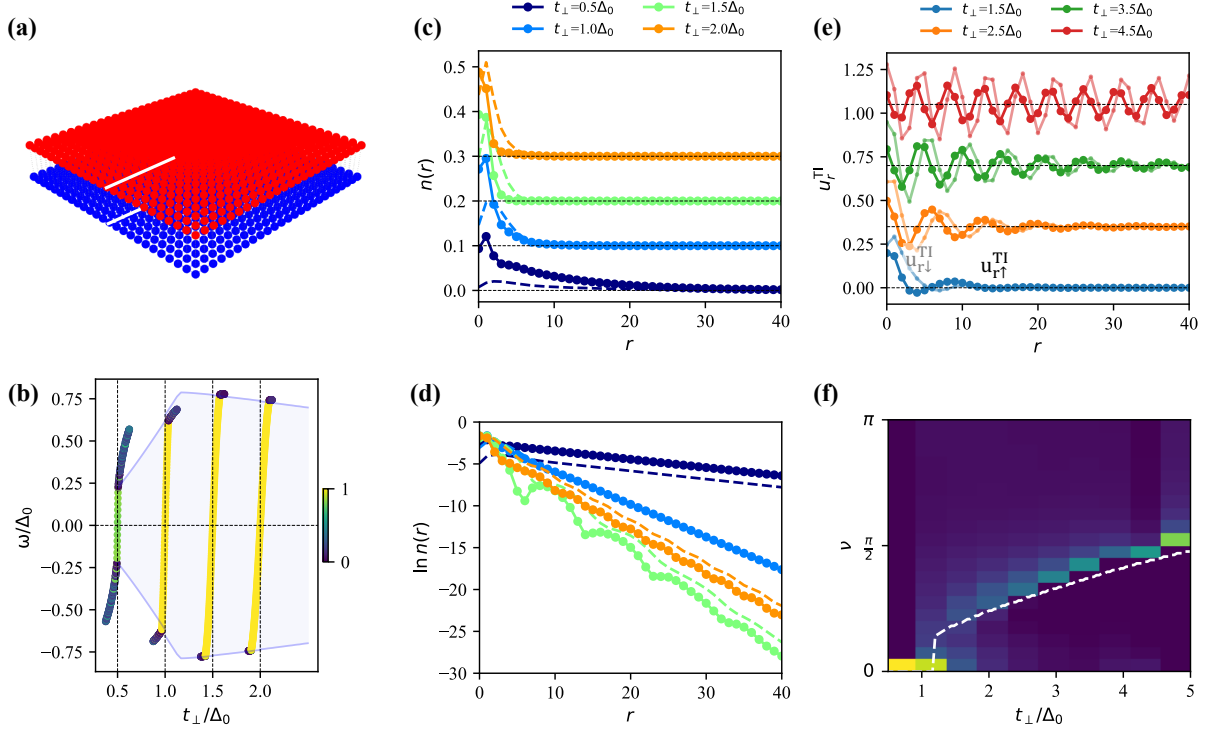 (a)
(b)
0.75
0.50
0.25
0.00
−0.25
−0.50
−0.75
ω/Δ0
0.5 1.0 1.5 2.0
t⊥/Δ0
1
0
(c)
t⊥=0.5Δ0 t⊥=1.5Δ0
t⊥=1.0Δ0 t⊥=2.0Δ0
0.5
0.4
0.3
0.2
0.1
0.0
n(r)
0 10 20 30 40
r
(d)
0
−5
−10
−15
−20
−25
−30
ln n(r)
0 10 20 30 40
r
(e)
t⊥=1.5Δ0 t⊥=3.5Δ0
t⊥=2.5Δ0 t⊥=4.5Δ0
1.25
1.00
0.75
0.50
0.25
0.00
u_r^TI
u_r↓^TI
u_r↑^TI
0 10 20 30 40
r
(f)
π
π/2
0
ν
1 2 3 4 5
t⊥/Δ0